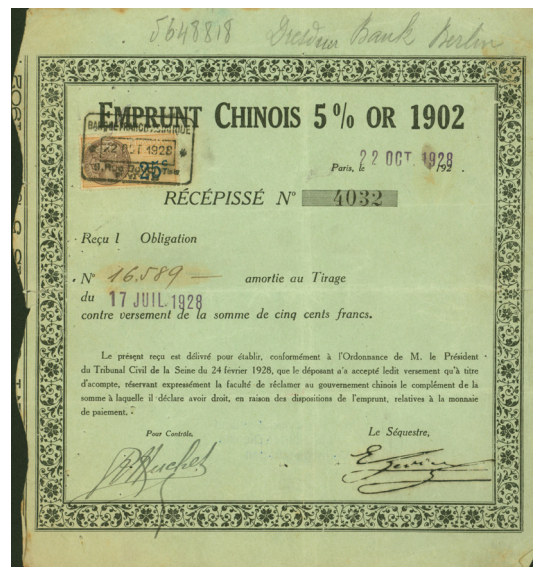 5648818 Dresdner Bank Berlin
EMPRUNT CHINOIS 5% OR 1902
22 OCT 1928
25c
Paris, le 22 OCT. 1928 192 .
RÉCÉPISSÉ N° 4032
Reçu 1 Obligation
N° 16.589 — amortie au Tirage
du 17 JUIL. 1928
contre versement de la somme de cinq cents francs.
Le présent reçu est délivré pour établir, conformément à l'Ordonnance de M. le Président
du Tribunal Civil de la Seine du 24 février 1928, que le déposant a accepté ledit versement qu'à titre
d'acompte, réservant expressément la faculté de réclamer au gouvernement chinois le complément de la
somme à laquelle il déclare avoir droit, en raison des dispositions de l'emprunt, relatives à la monnaie
de paiement.
Pour Contrôle,
Le Séquestre,